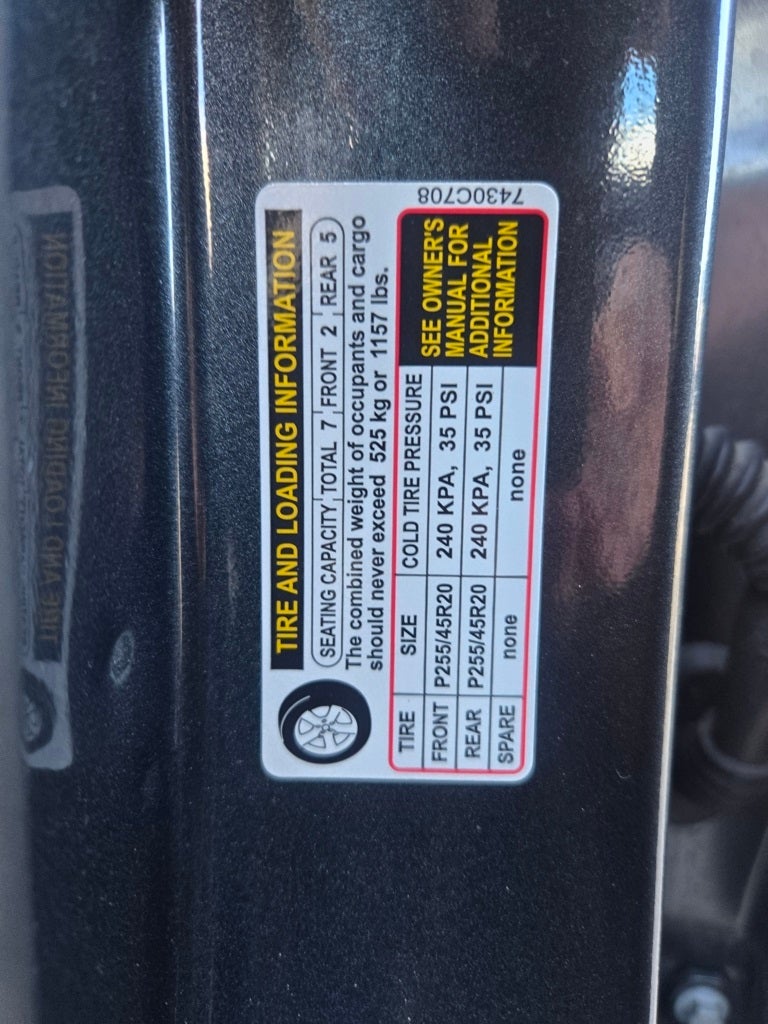 TIRE AND LOADING INFORMATION
SEATING CAPACITY TOTAL 7 FRONT 2 REAR 5
The combined weight of occupants and cargo
should never exceed 525 kg or 1157 lbs.
TIRE SIZE COLD TIRE PRESSURE
FRONT P255/45R20 240 KPA, 35 PSI
REAR P255/45R20 240 KPA, 35 PSI
SPARE none none
SEE OWNER'S
MANUAL FOR
ADDITIONAL
INFORMATION
7430C708